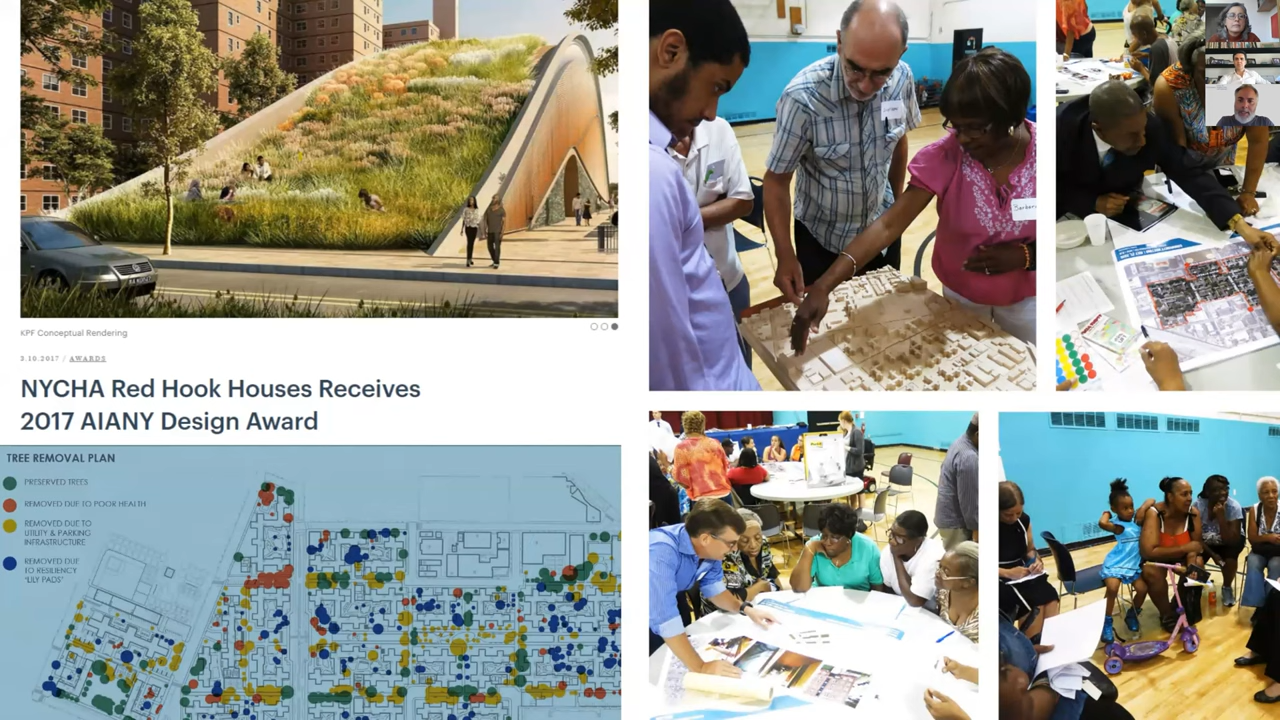 KPF Conceptual Rendering
3.10.2017 / AWARDS
NYCHA Red Hook Houses Receives
2017 AIANY Design Award
TREE REMOVAL PLAN
PRESERVED TREES
REMOVED DUE TO POOR HEALTH
REMOVED DUE TO
UTILITY & PARKING
INFRASTRUCTURE
REMOVED DUE
TO RESILIENCY
"LILY PADS"